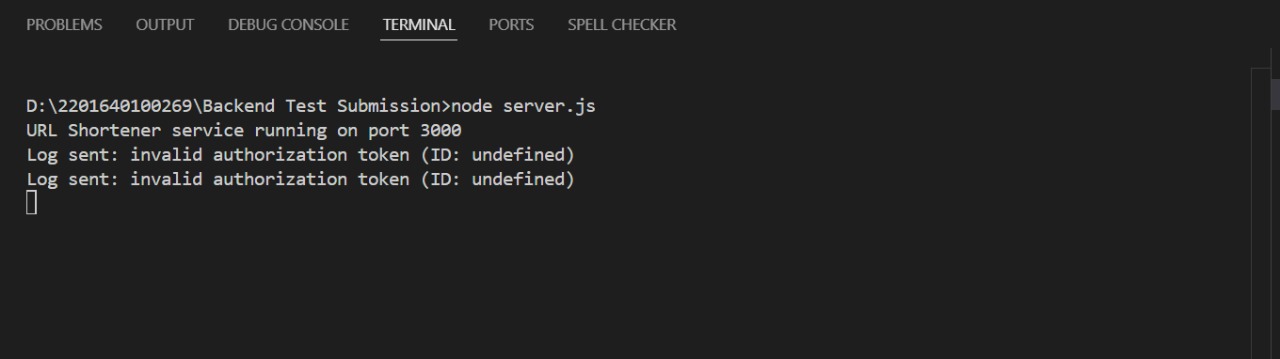 PROBLEMS OUTPUT DEBUG CONSOLE TERMINAL PORTS SPELL CHECKER
D:\2201640100269\Backend Test Submission>node server.js
URL Shortener service running on port 3000
Log sent: invalid authorization token (ID: undefined)
Log sent: invalid authorization token (ID: undefined)